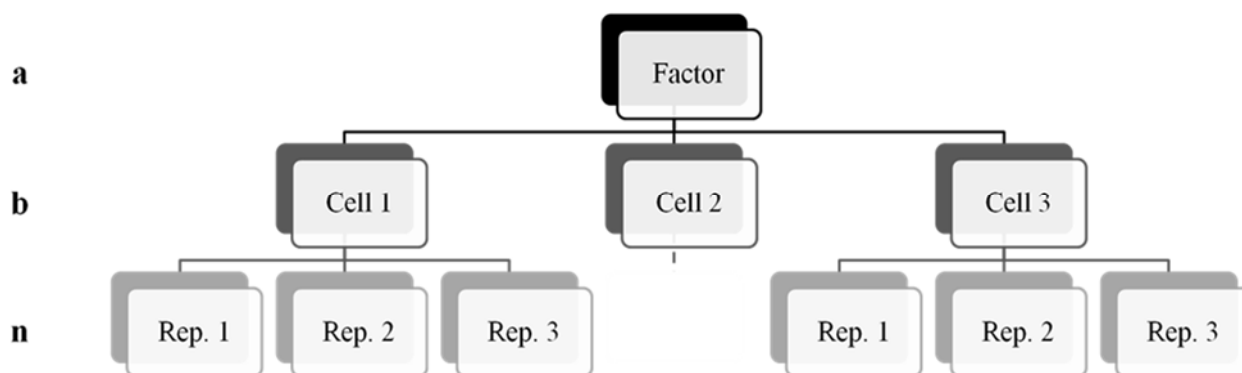 a
Factor
b
Cell 1 Cell 2 Cell 3
n
Rep. 1 Rep. 2 Rep. 3 Rep. 1 Rep. 2 Rep. 3